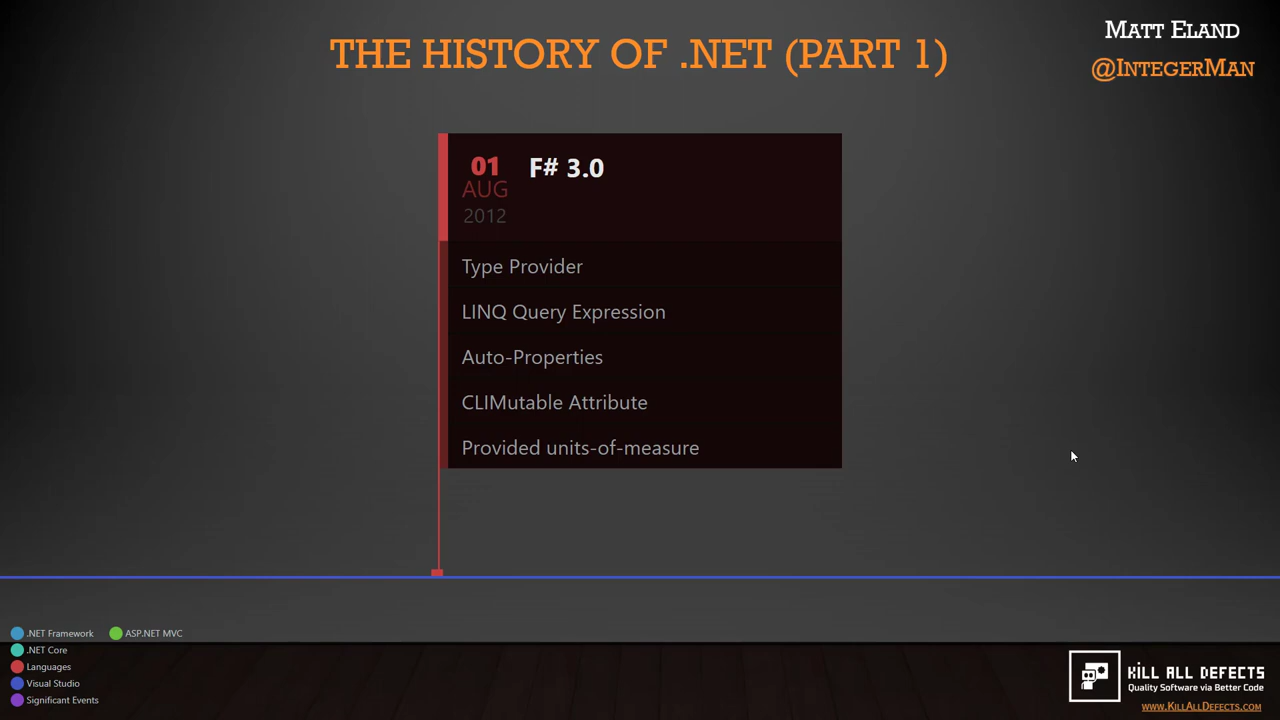 THE HISTORY OF .NET (PART 1)
MATT ELAND
@INTEGERMAN
01
AUG
2012
F# 3.0
Type Provider
LINQ Query Expression
Auto-Properties
CLIMutable Attribute
Provided units-of-measure
.NET Framework
ASP.NET MVC
.NET Core
Languages
Visual Studio
Significant Events
KILL ALL DEFECTS
Quality Software via Better Code
WWW.KILLALLDEFECTS.COM